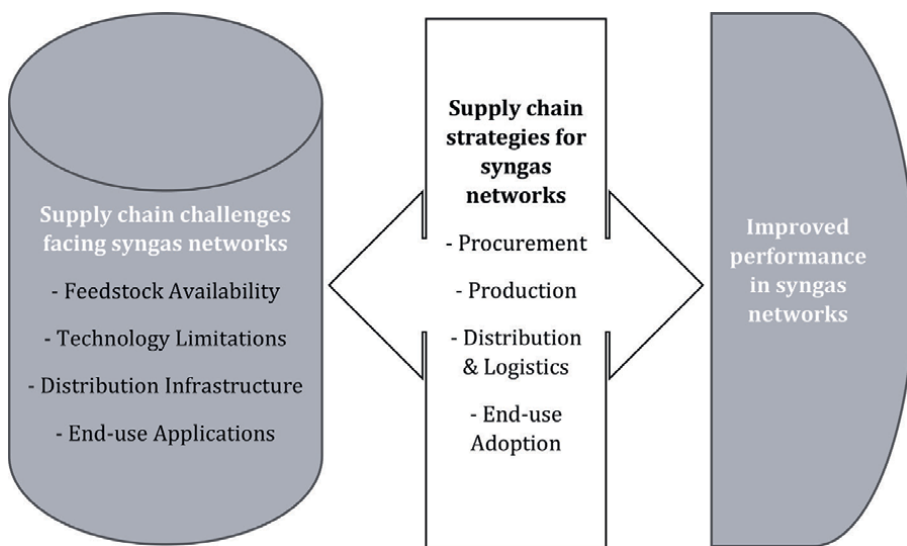 Supply chain challenges
facing syngas networks
- Feedstock Availability
- Technology Limitations
- Distribution Infrastructure
- End-use Applications
Supply chain
strategies for
syngas
networks
- Procurement
- Production
- Distribution
& Logistics
- End-use
Adoption
Improved
performance
in syngas
networks